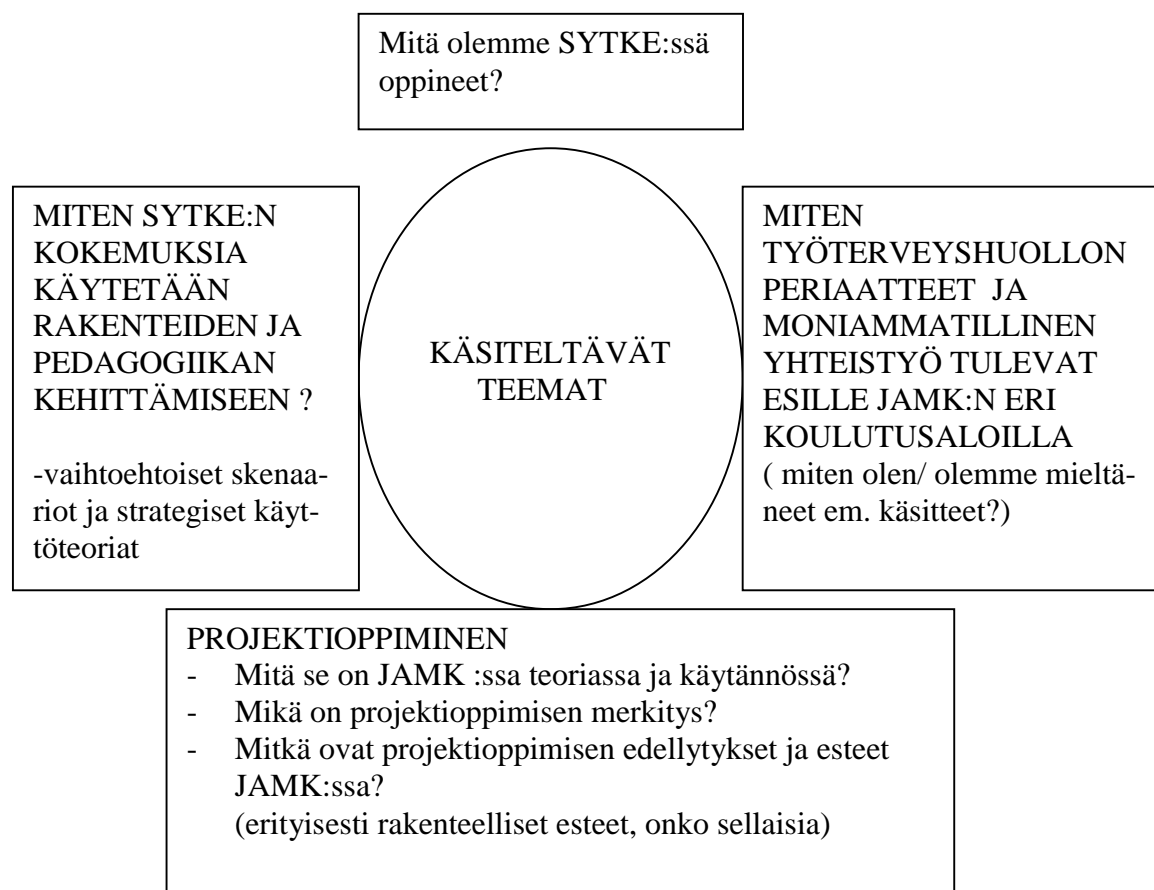 Mitä olemme SYTKE:ssä
oppineet?
MITEN SYTKE:N
KOKEMUKSIA
KÄYTETÄÄN
RAKENTEIDEN JA
PEDAGOGIIKAN
KEHITTÄMISEEN ?
-vaihtoehtoiset skenaa-
riot ja strategiset käyt-
töteoriat
KÄSITELTÄVÄT
TEEMAT
MITEN
TYÖTERVEYSHUOLLON
PERIAATTEET JA
MONIAMMATILLINEN
YHTEISTYÖ TULEVAT
ESILLE JAMK:N ERI
KOULUTUSALOILLA
( miten olen/ olemme mieltä-
neet em. käsitteet?)
PROJEKTIOPPIMINEN
- Mitä se on JAMK :ssa teoriassa ja käytännössä?
- Mikä on projektioppimisen merkitys?
- Mitkä ovat projektioppimisen edellytykset ja esteet
JAMK:ssa?
(erityisesti rakenteelliset esteet, onko sellaisia)